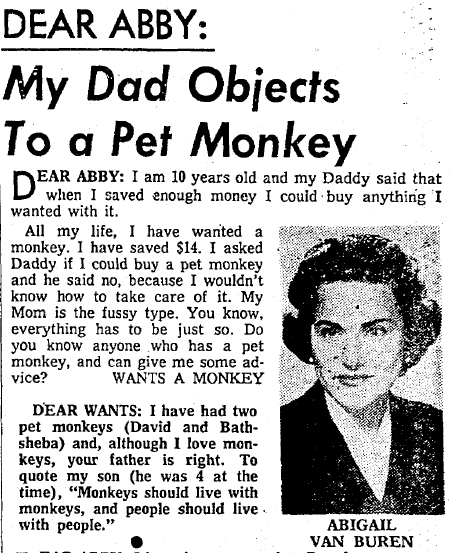 DEAR ABBY:
My Dad Objects
To a Pet Monkey
DEAR ABBY: I am 10 years old and my Daddy said that
when I saved enough money I could buy anything I
wanted with it.
All my life, I have wanted a
monkey. I have saved $14. I asked
Daddy if I could buy a pet monkey
and he said no, because I wouldn't
know how to take care of it. My
Mom is the fussy type. You know,
everything has to be just so. Do
you know anyone who has a pet
monkey, and can give me some ad-
vice? WANTS A MONKEY
DEAR WANTS: I have had two
pet monkeys (David and Bath-
sheba) and, although I love mon-
keys, your father is right. To
quote my son (he was 4 at the
time), "Monkeys should live with
monkeys, and people should live
with people."
ABIGAIL
VAN BUREN